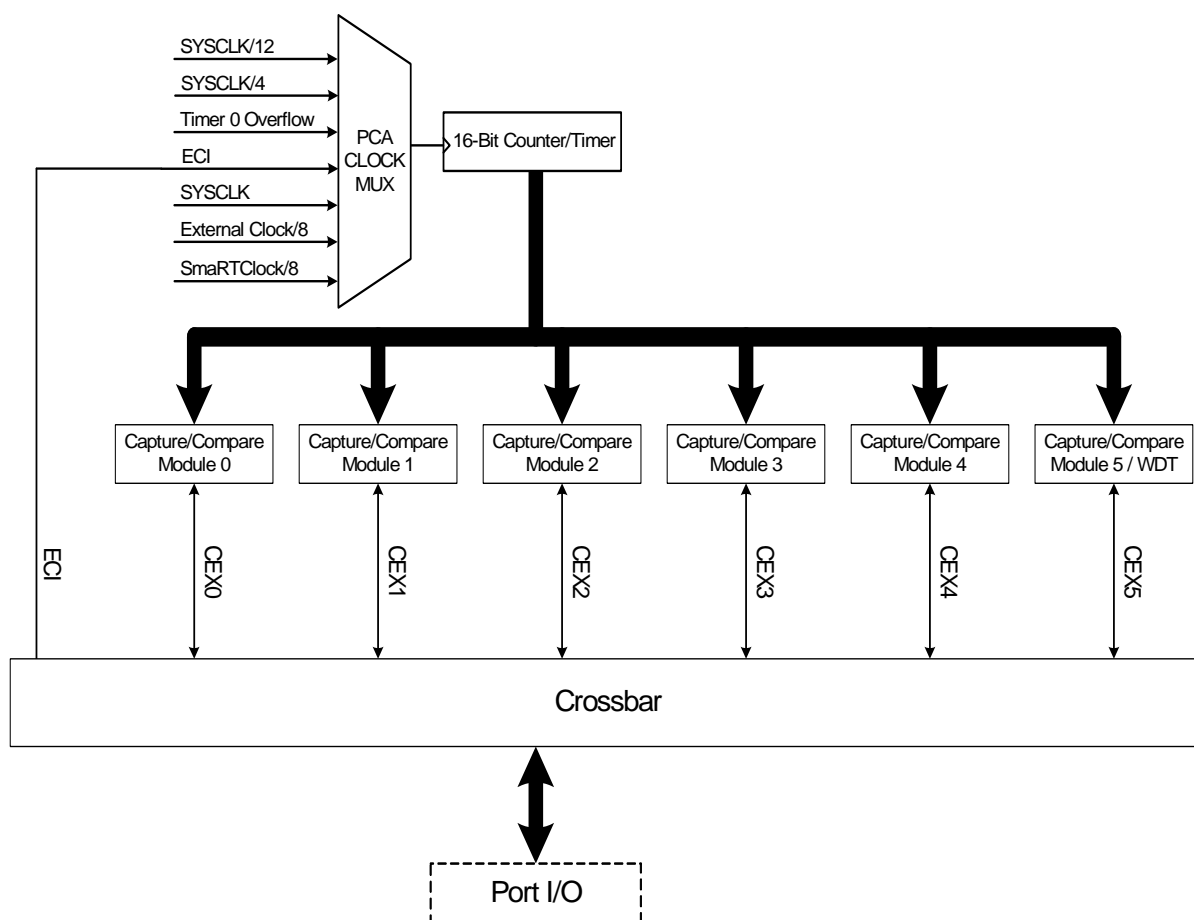 SYSCLK/12
SYSCLK/4
Timer 0 Overflow
ECI
SYSCLK
External Clock/8
SmaRTClock/8
PCA
CLOCK
MUX
16-Bit Counter/Timer
Capture/Compare
Module 0
Capture/Compare
Module 1
Capture/Compare
Module 2
Capture/Compare
Module 3
Capture/Compare
Module 4
Capture/Compare
Module 5 / WDT
ECI
CEX0
CEX1
CEX2
CEX3
CEX4
CEX5
Crossbar
Port I/O